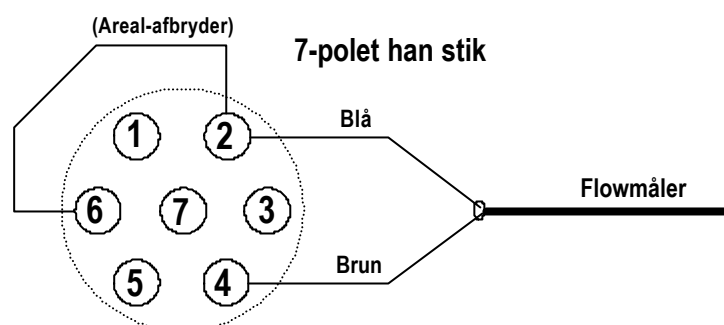 (Areal-afbryder)
7-polet han stik
1 2
Blå
6 7 3
Flowmåler
5 4
Brun